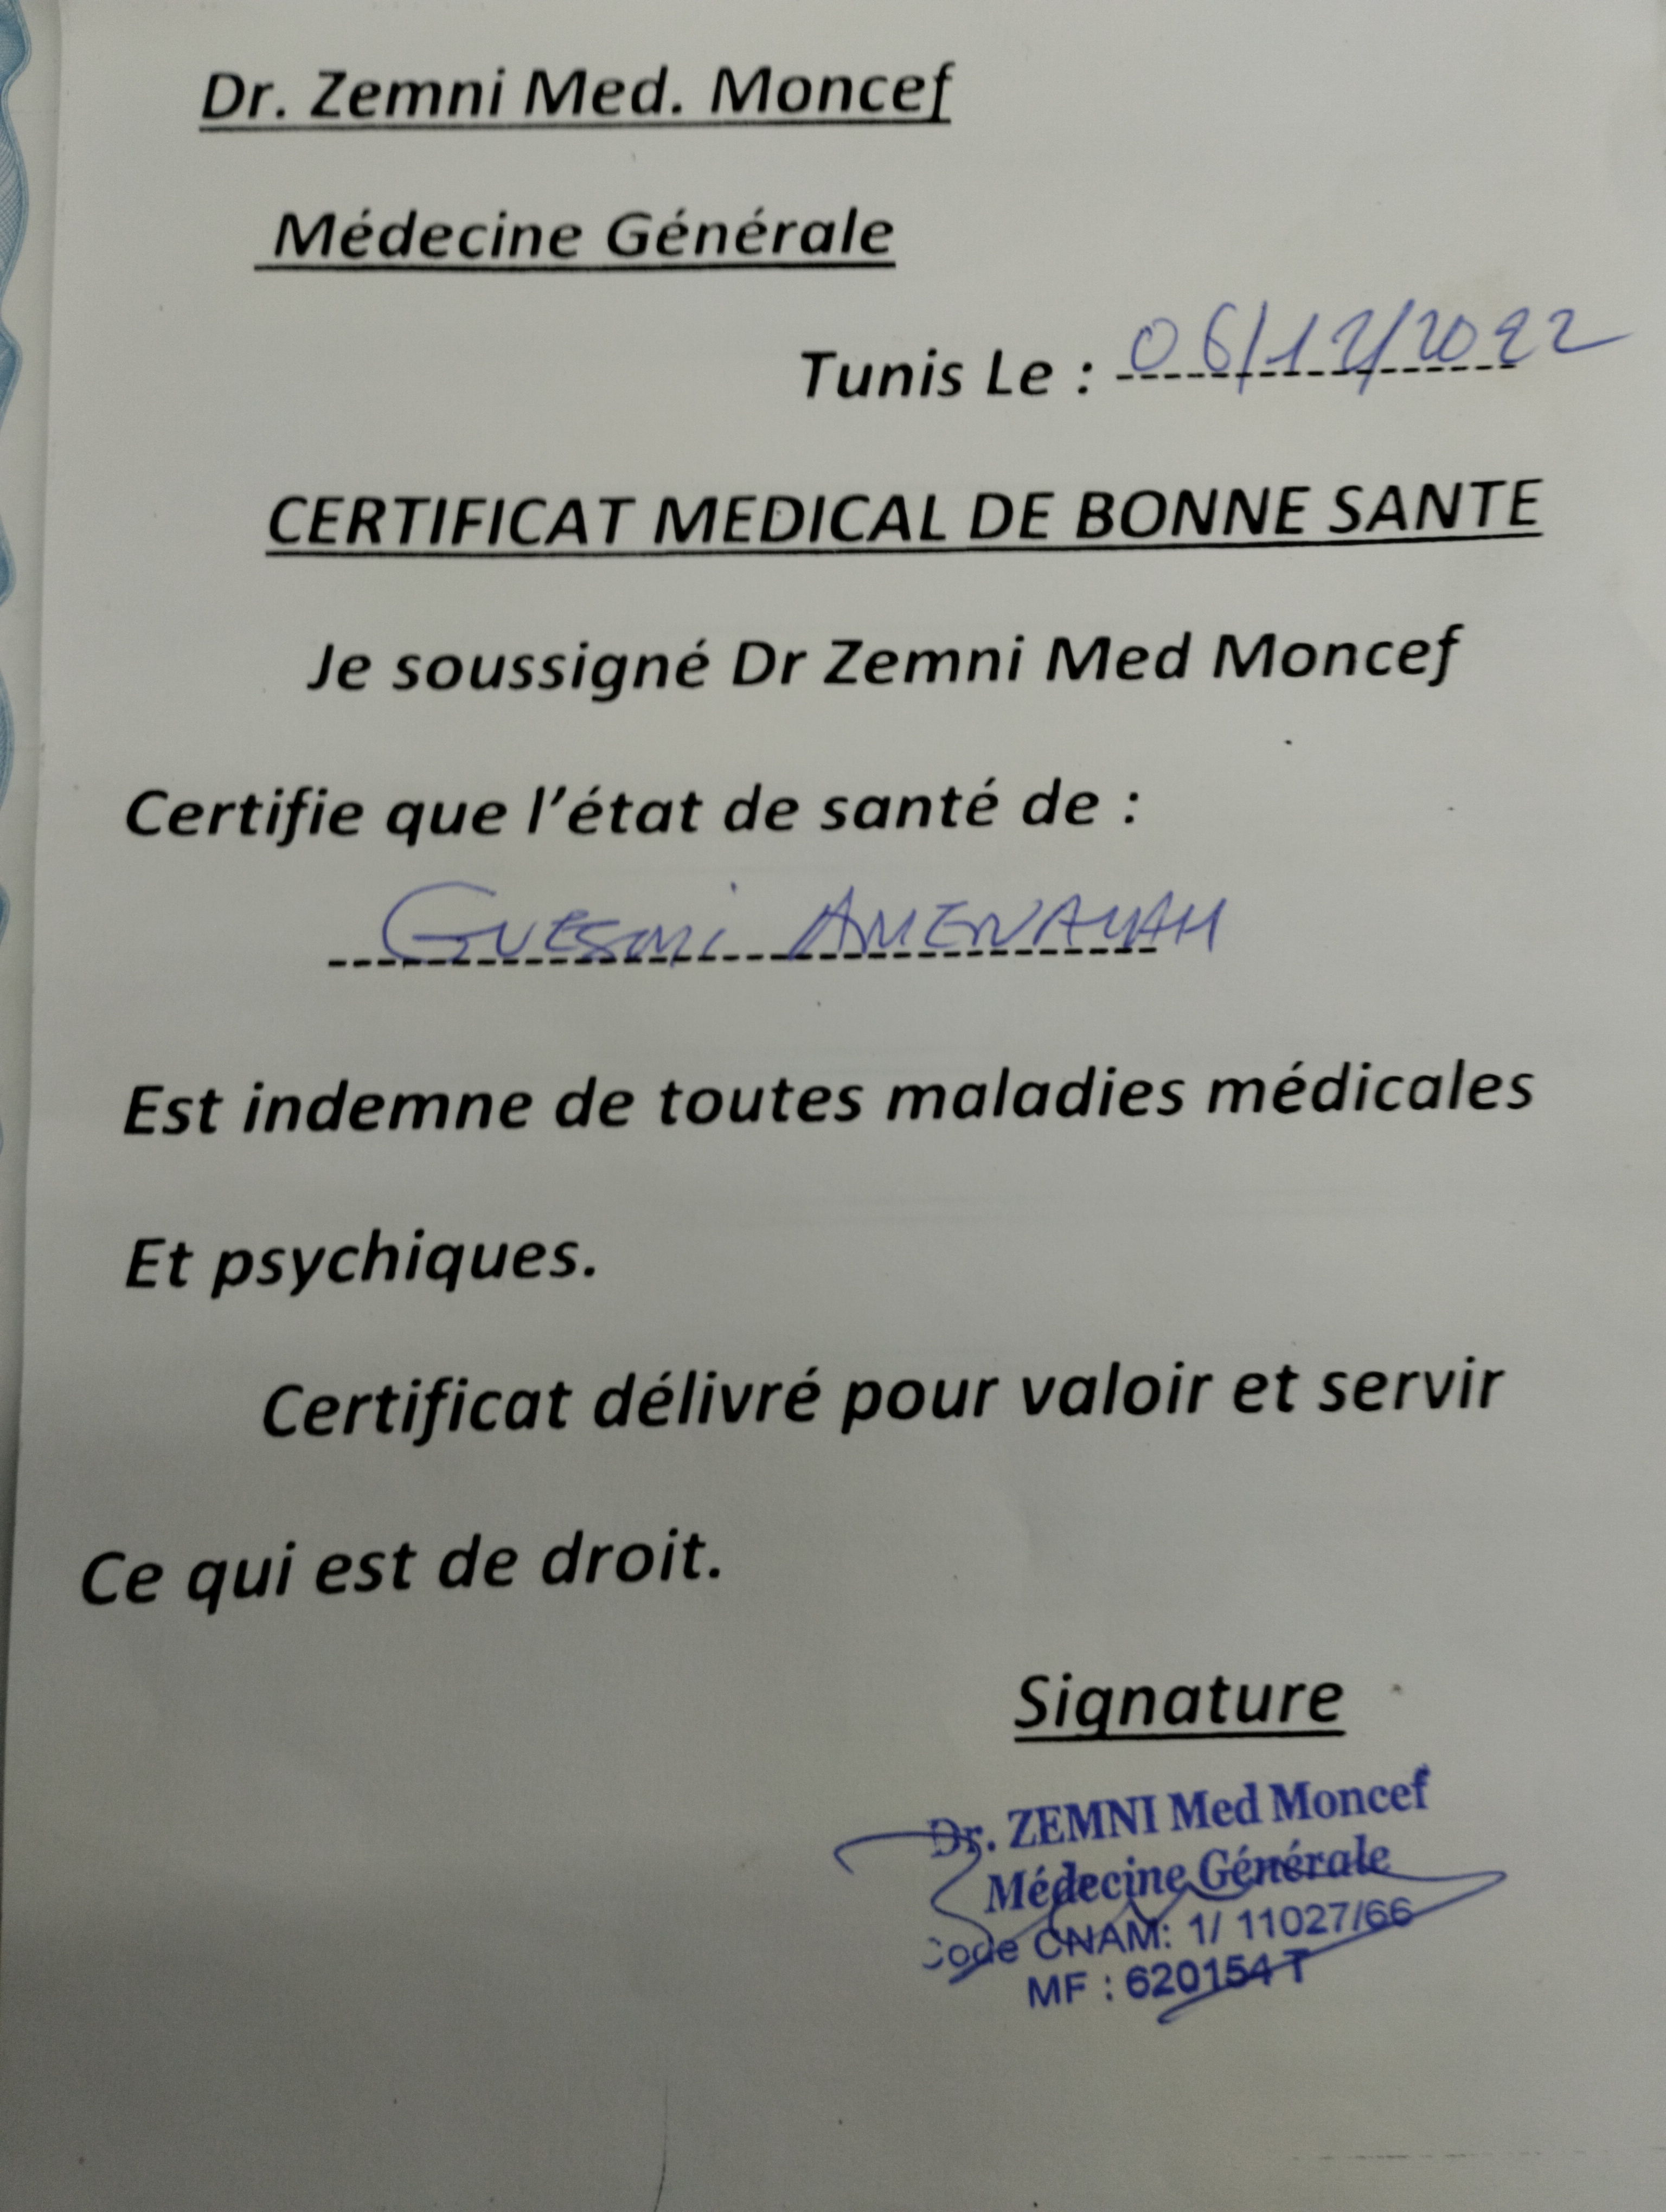 Dr. Zemni Med. Moncef
Médecine Générale
Tunis Le : 06/12/2022
CERTIFICAT MEDICAL DE BONNE SANTE
Je soussigné Dr Zemni Med Moncef
Certifie que l'état de santé de :
GUESMI AMENAYAH
Est indemne de toutes maladies médicales
Et psychiques.
Certificat délivré pour valoir et servir
Ce qui est de droit.
Signature
Dr. ZEMNI Med Moncef
Médecine Générale
Code CNAM: 1/ 11027/66
MF : 620154 T